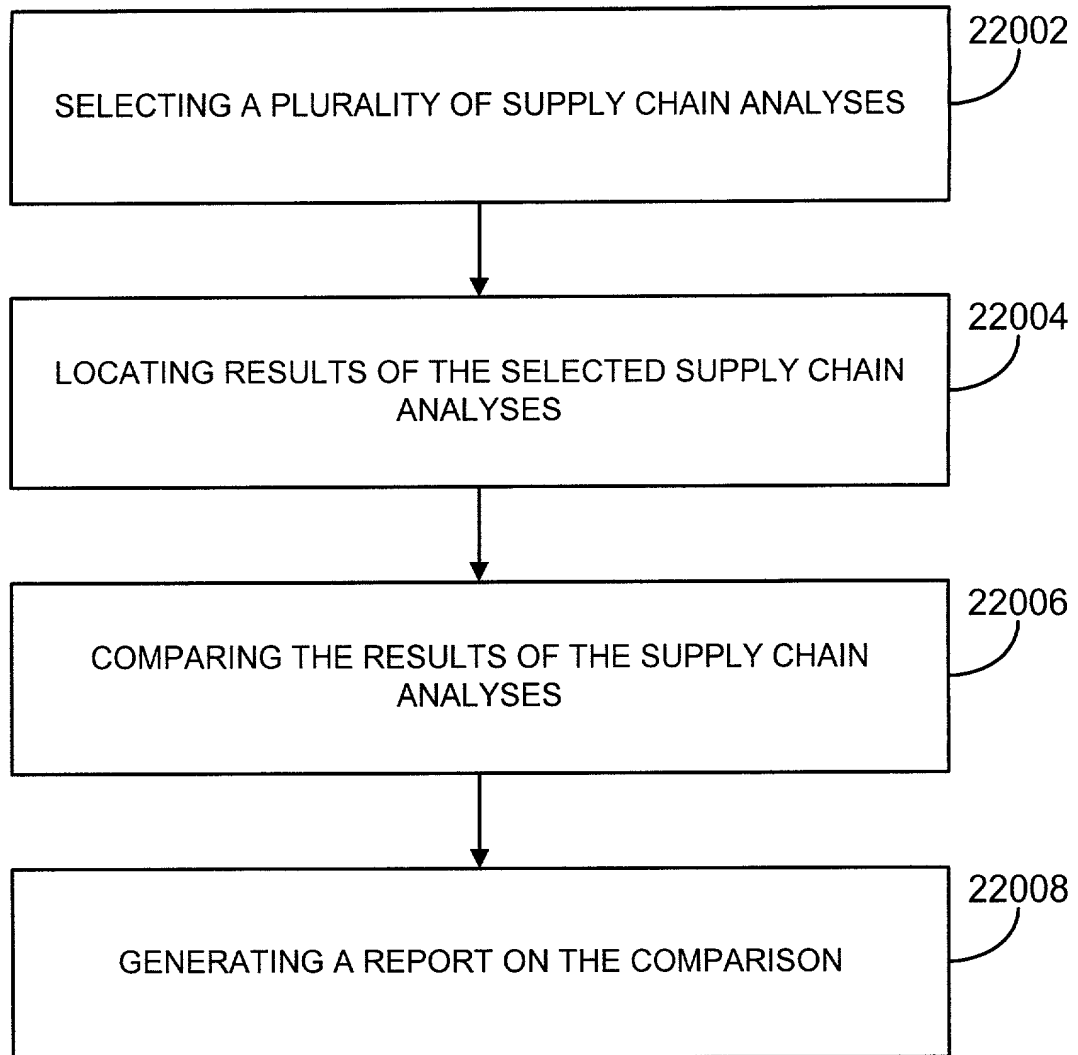 22002
SELECTING A PLURALITY OF SUPPLY CHAIN ANALYSES
22004
LOCATING RESULTS OF THE SELECTED SUPPLY CHAIN
ANALYSES
22006
COMPARING THE RESULTS OF THE SUPPLY CHAIN
ANALYSES
22008
GENERATING A REPORT ON THE COMPARISON